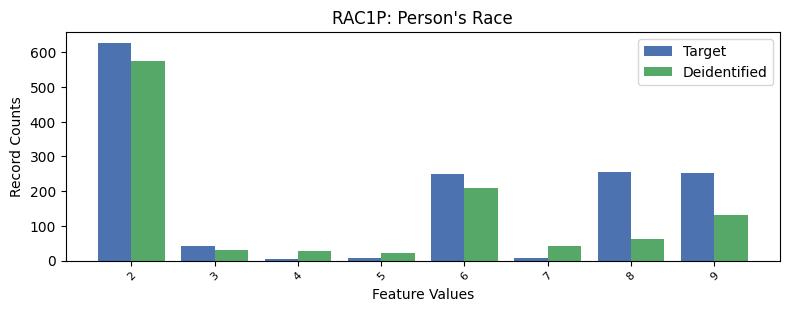 RAC1P: Person's Race
Target
Deidentified
Record Counts
600
500
400
300
200
100
0
2 3 4 5 6 7 8 9
Feature Values